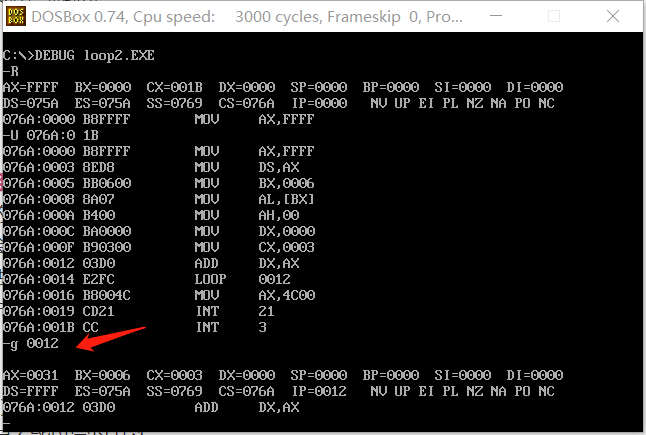 DOSBox 0.74, Cpu speed:    3000 cycles, Frameskip  0, Pro...
C:\>DEBUG loop2.EXE
-R
AX=FFFF  BX=0000  CX=001B  DX=0000  SP=0000  BP=0000  SI=0000  DI=0000
DS=075A  ES=075A  SS=0769  CS=076A  IP=0000   NV UP EI PL NZ NA PO NC
076A:0000 B8FFFF        MOV     AX,FFFF
-U 076A:0 1B
076A:0000 B8FFFF        MOV     AX,FFFF
076A:0003 8ED8          MOV     DS,AX
076A:0005 BB0600        MOV     BX,0006
076A:0008 8A07          MOV     AL,[BX]
076A:000A B400          MOV     AH,00
076A:000C BA0000        MOV     DX,0000
076A:000F B90300        MOV     CX,0003
076A:0012 03D0          ADD     DX,AX
076A:0014 E2FC          LOOP    0012
076A:0016 B8004C        MOV     AX,4C00
076A:0019 CD21          INT     21
076A:001B CC            INT     3
-g 0012
AX=0031  BX=0006  CX=0003  DX=0000  SP=0000  BP=0000  SI=0000  DI=0000
DS=FFFF  ES=075A  SS=0769  CS=076A  IP=0012   NV UP EI PL NZ NA PO NC
076A:0012 03D0          ADD     DX,AX
-